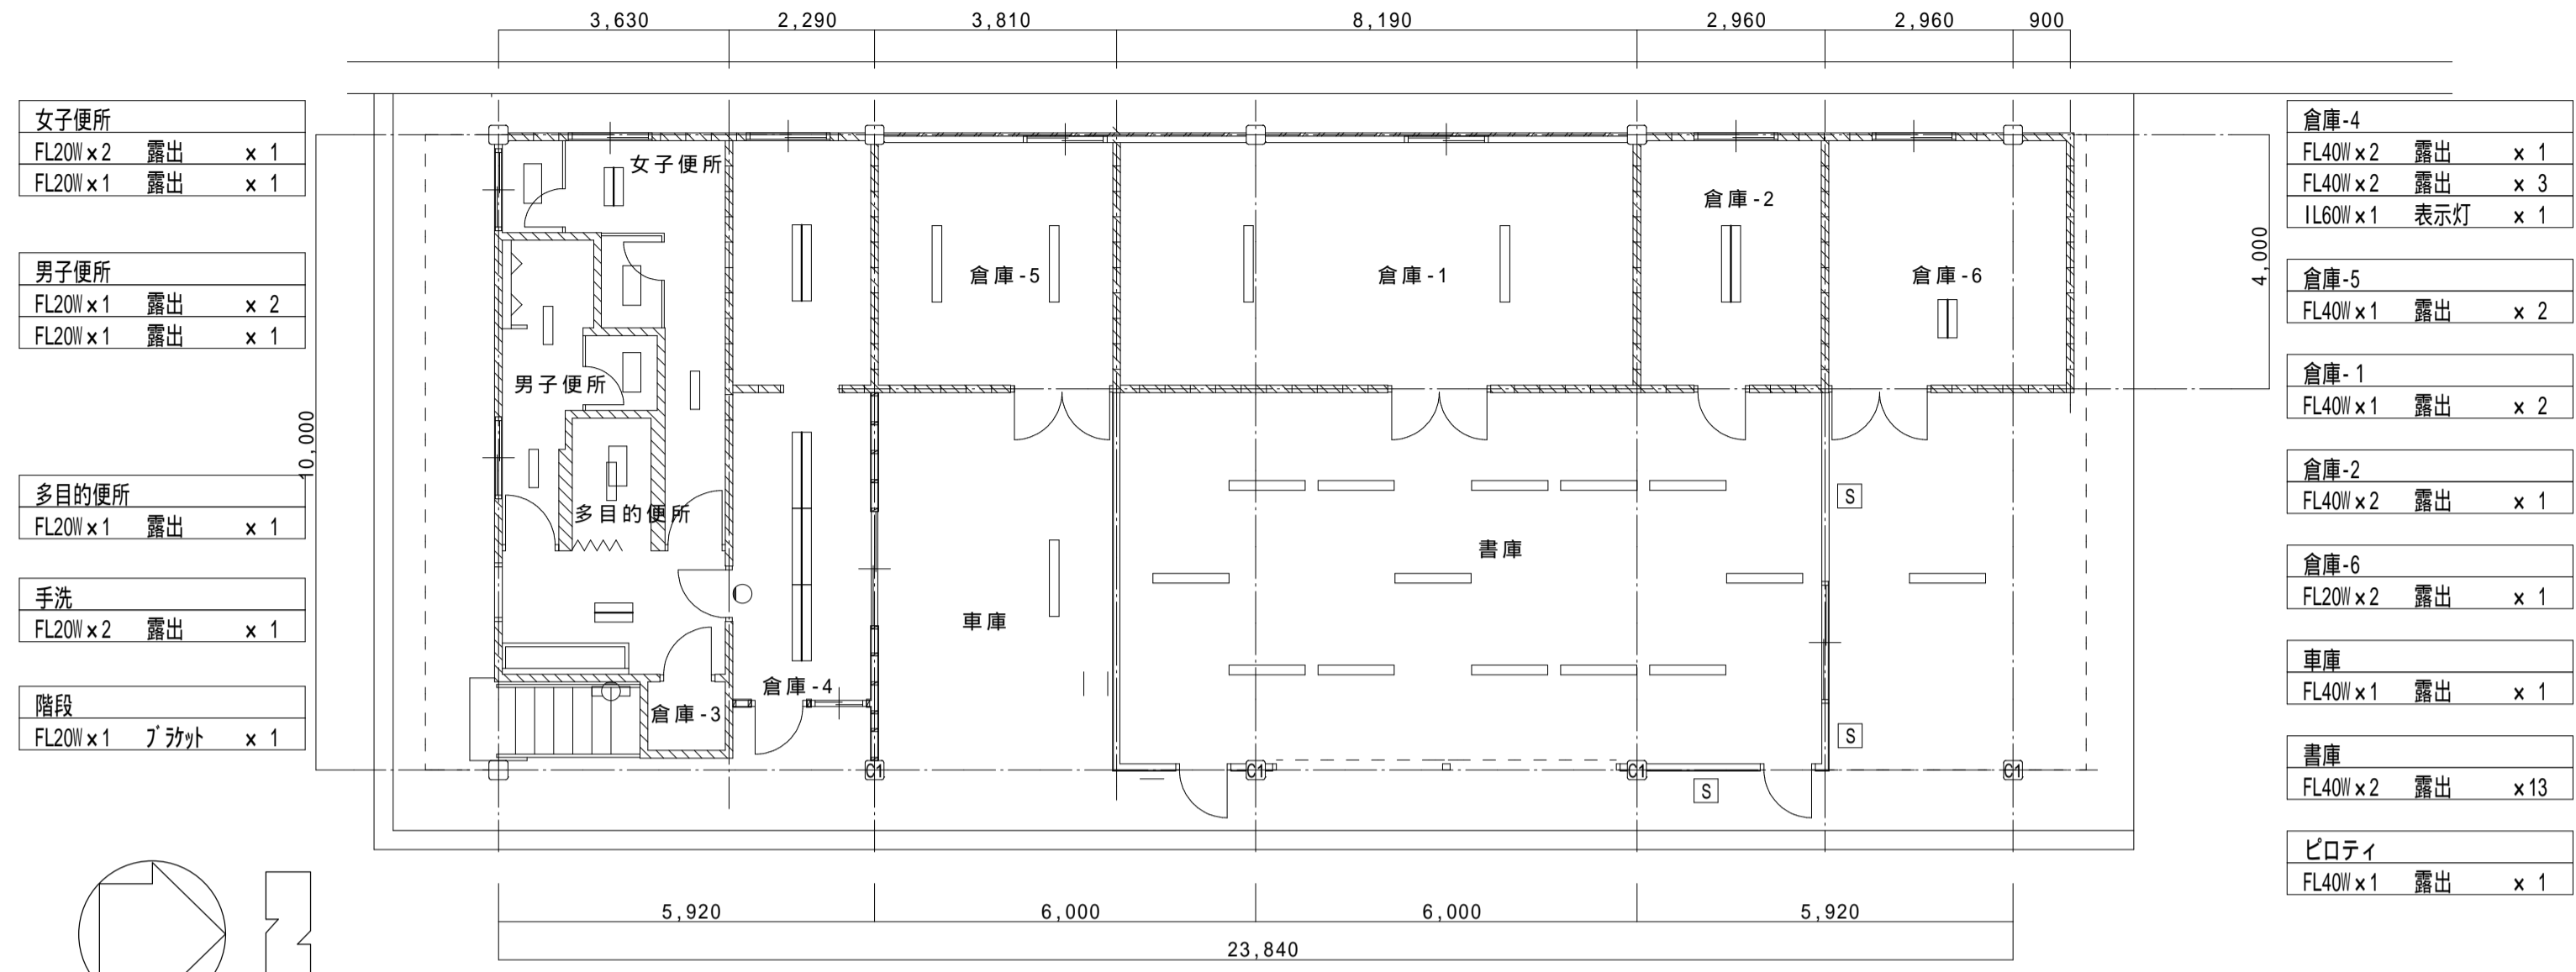 3,630 2,290 3,810 8,190 2,960 2,960 900
女子便所
FL20W×2 露出 × 1
FL20W×1 露出 × 1
男子便所
FL20W×1 露出 × 2
FL20W×1 露出 × 1
多目的便所
FL20W×1 露出 × 1
手洗
FL20W×2 露出 × 1
階段
FL20W×1 ブラケット × 1
10,000
女子便所
倉庫-5
倉庫-1
倉庫-2
倉庫-6
男子便所
多目的便所
書庫
車庫
倉庫-4
倉庫-3
S
S
S
C1 C1 C1 C1
4,000
倉庫-4
FL40W×2 露出 × 1
FL40W×2 露出 × 3
IL60W×1 表示灯 × 1
倉庫-5
FL40W×1 露出 × 2
倉庫-1
FL40W×1 露出 × 2
倉庫-2
FL40W×2 露出 × 1
倉庫-6
FL20W×2 露出 × 1
車庫
FL40W×1 露出 × 1
書庫
FL40W×2 露出 ×13
ピロティ
FL40W×1 露出 × 1
5,920 6,000 6,000 5,920
23,840